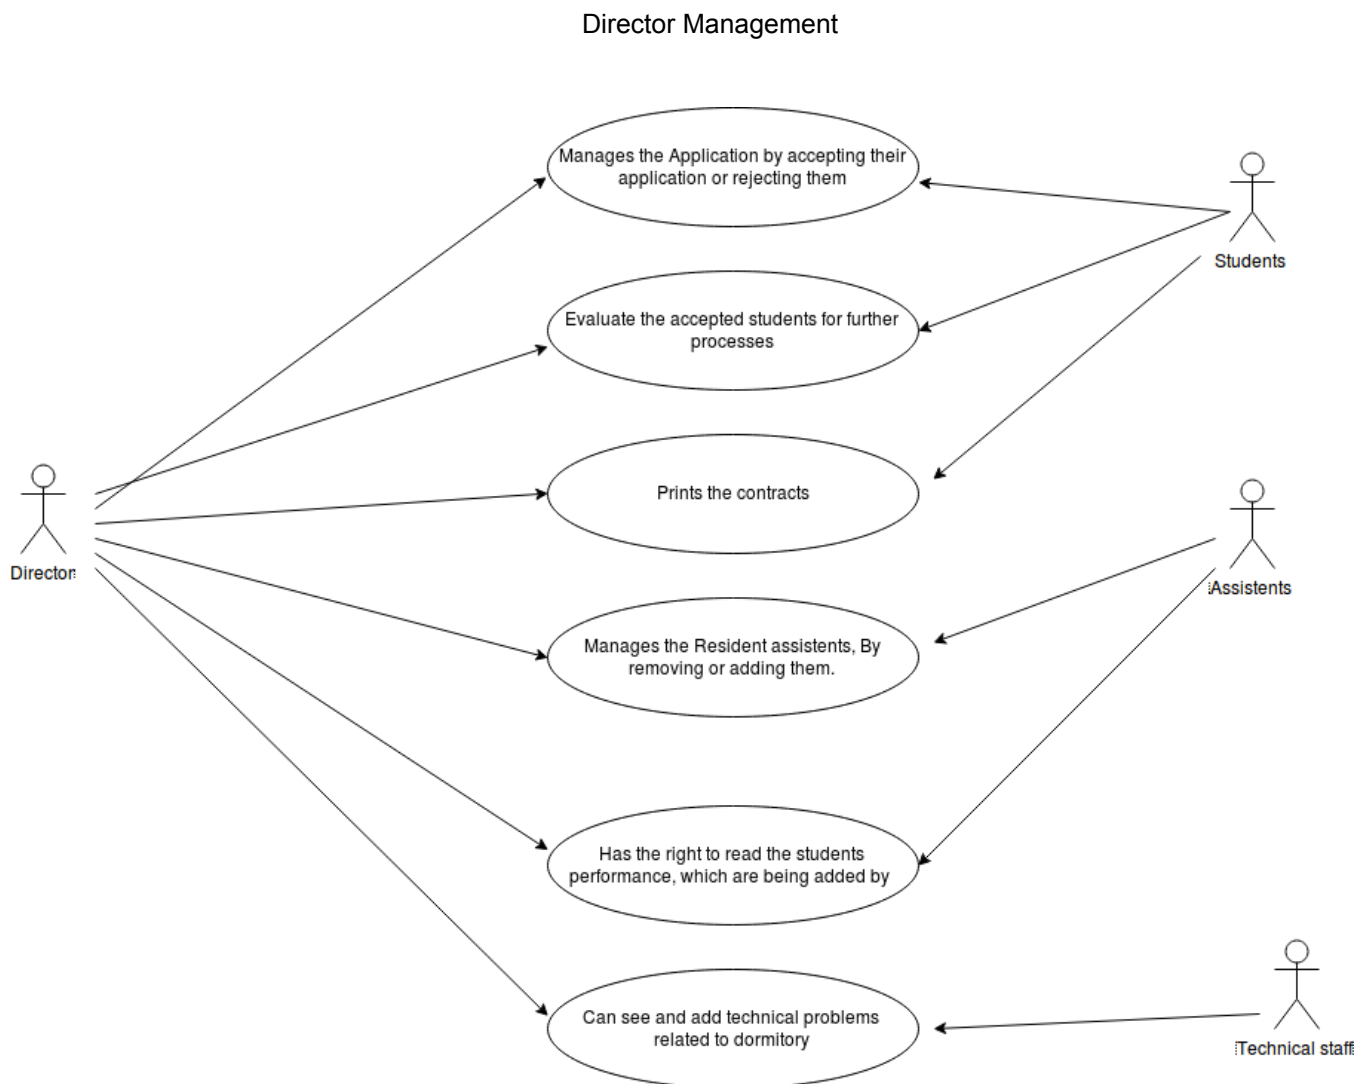 Director Management
Manages the Application by accepting their
application or rejecting them
Students
Evaluate the accepted students for further
processes
Prints the contracts
Director
Assistents
Manages the Resident assistents, By
removing or adding them.
Has the right to read the students
performance, which are being added by
Can see and add technical problems
related to dormitory
Technical staff